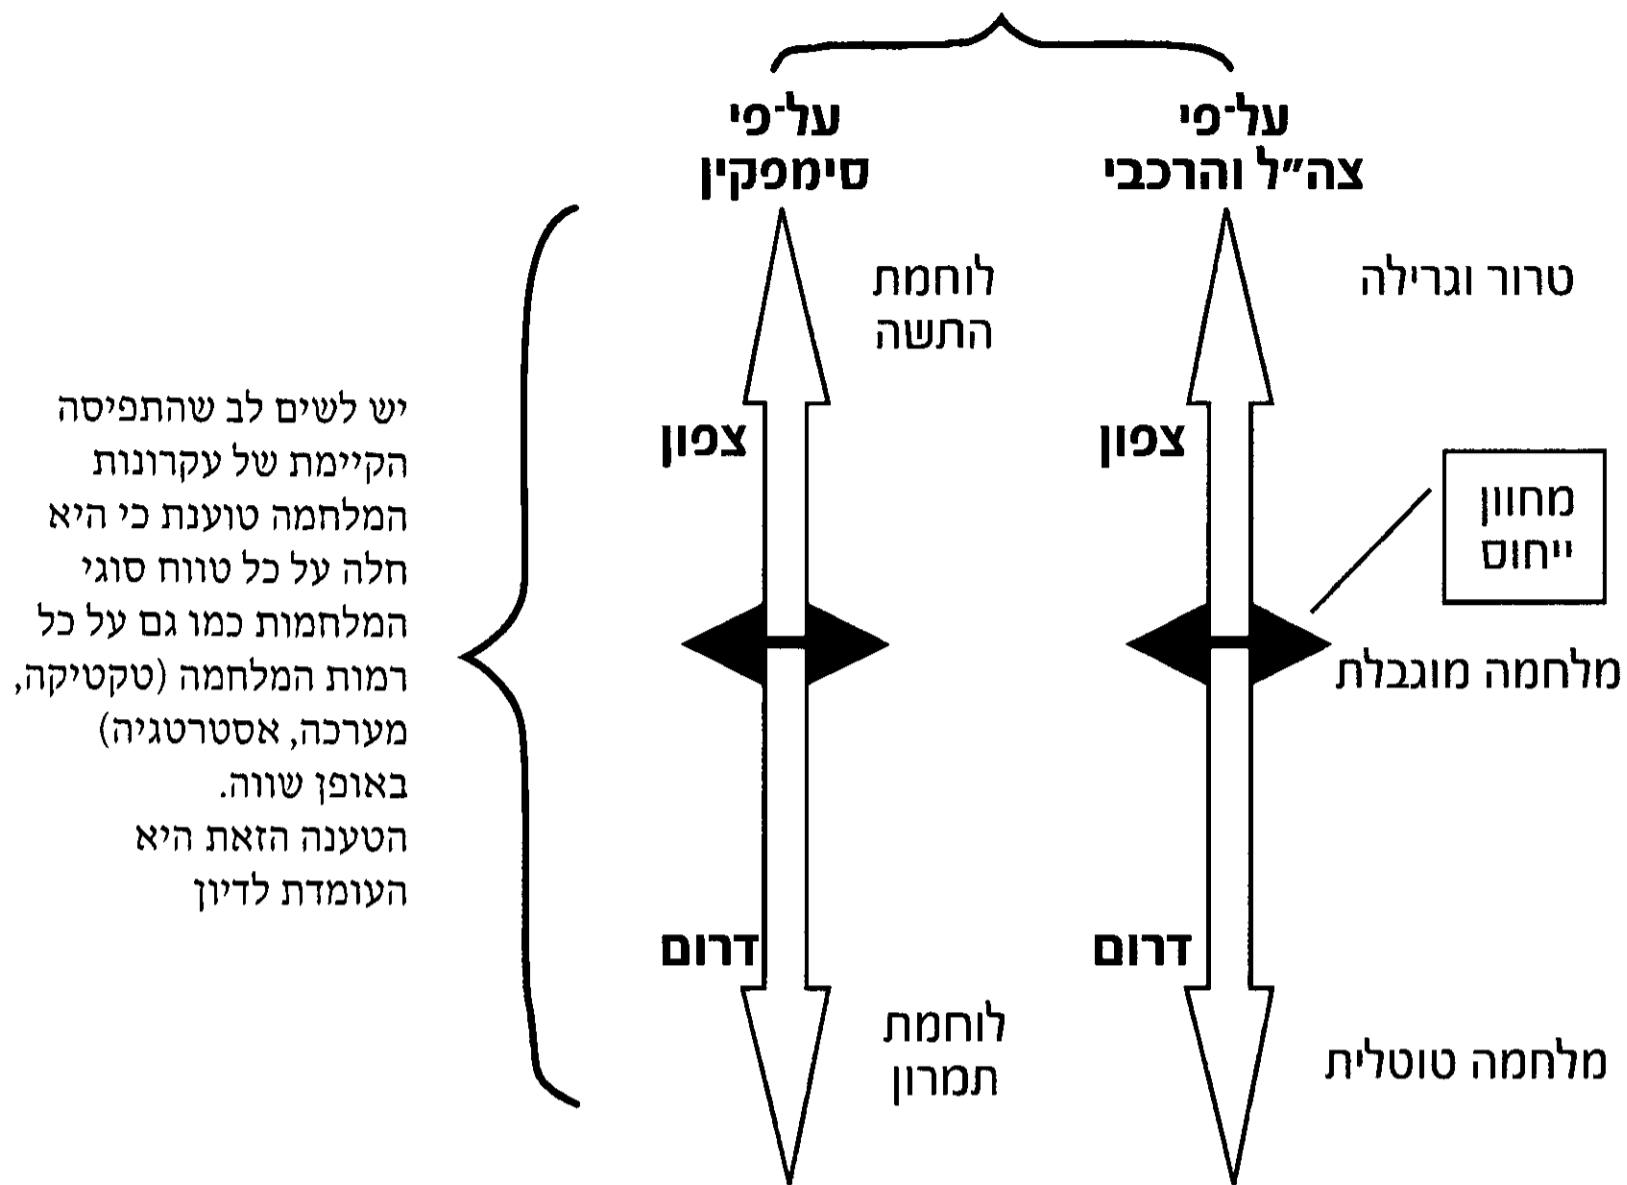 על־פי
צה״ל והרכבי
על־פי
סימפקין
טרור וגרילה
לוחמת
התשה
צפון
צפון
מחוון
ייחוס
מלחמה מוגבלת
יש לשים לב שהתפיסה
הקיימת של עקרונות
המלחמה טוענת כי היא
חלה על כל טווח סוגי
המלחמות כמו גם על כל
רמות המלחמה (טקטיקה,
מערכה, אסטרטגיה)
באופן שווה.
הטענה הזאת היא
העומדת לדיון
דרום
דרום
מלחמה טוטלית
לוחמת
תמרון